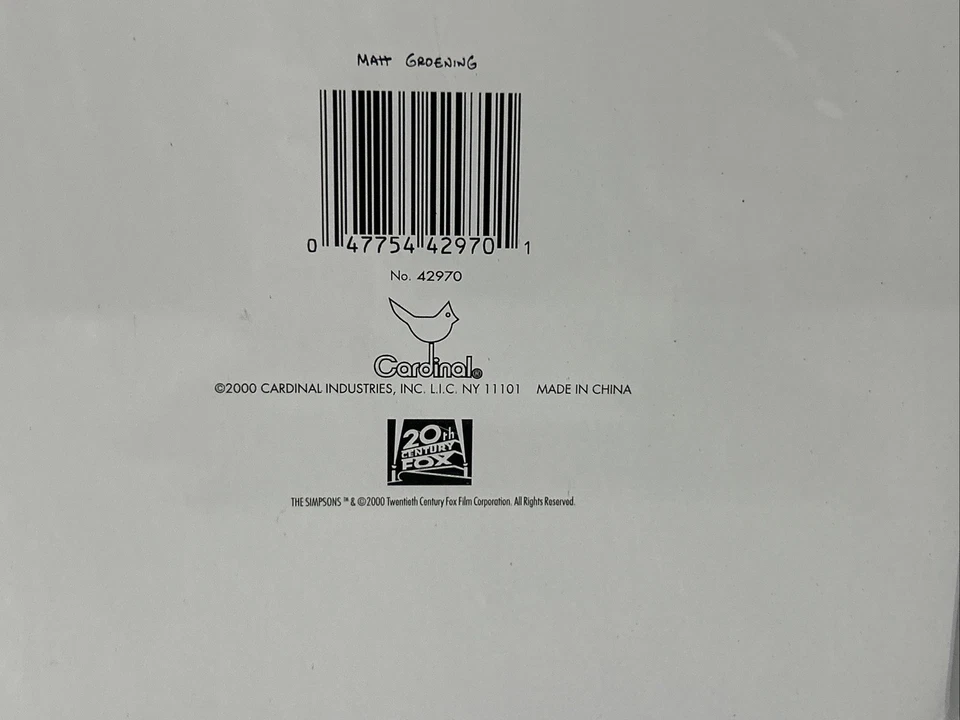 MATT GROENING
0 47754 42970 1
No. 42970
Cardinal®
©2000 CARDINAL INDUSTRIES, INC. L.I.C. NY 11101 MADE IN CHINA
20th
CENTURY
FOX
THE SIMPSONS ™ & ©2000 Twentieth Century Fox Film Corporation. All Rights Reserved.